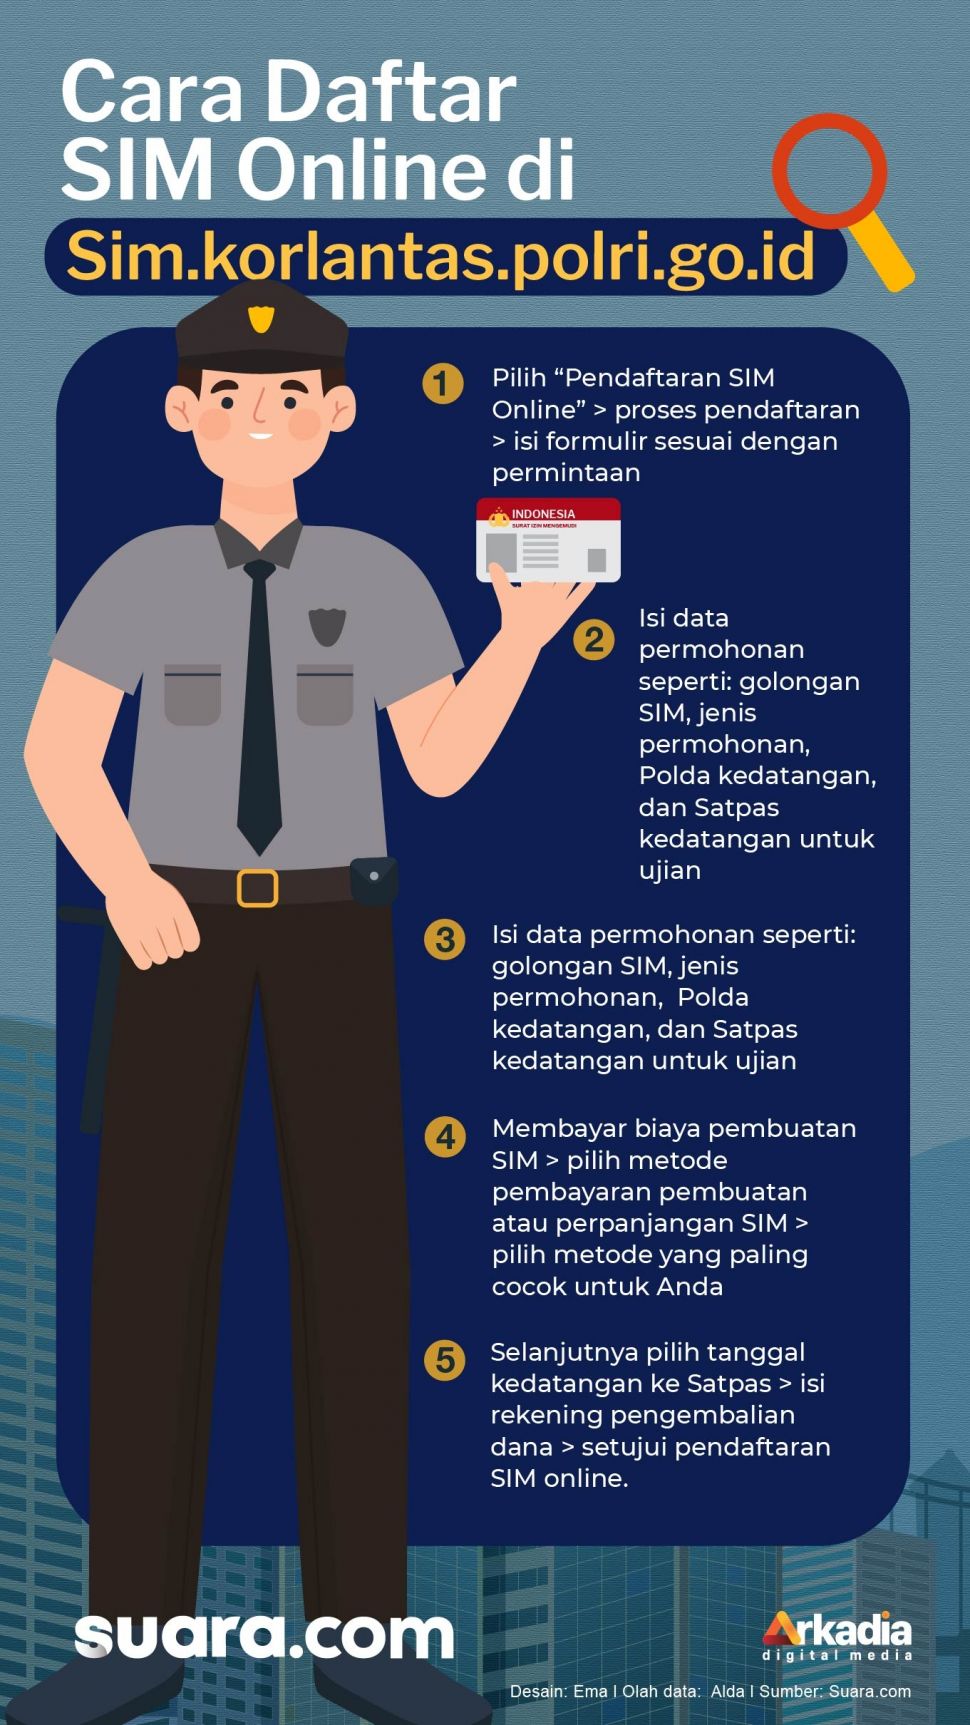 Cara Daftar
SIM Online di
Sim.korlantas.polri.go.id
1
Pilih “Pendaftaran SIM
Online” > proses pendaftaran
> isi formulir sesuai dengan
permintaan
INDONESIA
SURAT IZIN MENGEMUDI
2
Isi data
permohonan
seperti: golongan
SIM, jenis
permohonan,
Polda kedatangan,
dan Satpas
kedatangan untuk
ujian
3
Isi data permohonan seperti:
golongan SIM, jenis
permohonan,  Polda
kedatangan, dan Satpas
kedatangan untuk ujian
4
Membayar biaya pembuatan
SIM > pilih metode
pembayaran pembuatan
atau perpanjangan SIM >
pilih metode yang paling
cocok untuk Anda
5
Selanjutnya pilih tanggal
kedatangan ke Satpas > isi
rekening pengembalian
dana > setujui pendaftaran
SIM online.
suara.com
Arkadia
digital media
Desain: Ema I Olah data:  Alda I Sumber: Suara.com